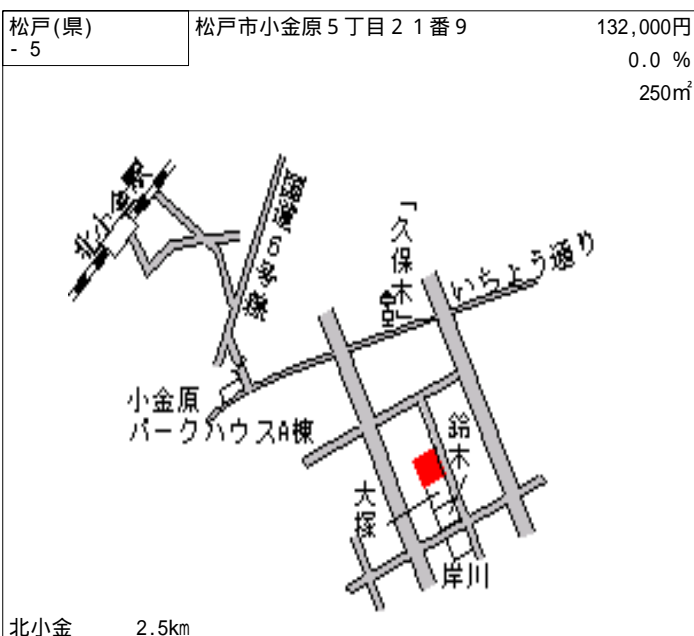 松戸(県)
- 5
松戸市小金原５丁目２１番９
132,000円
0.0 %
250㎡
北小金駅
国道6号線
「久保木」
いちょう通り
小金原
パークハウスA棟
鈴木
大塚
岸川
北小金 2.5km